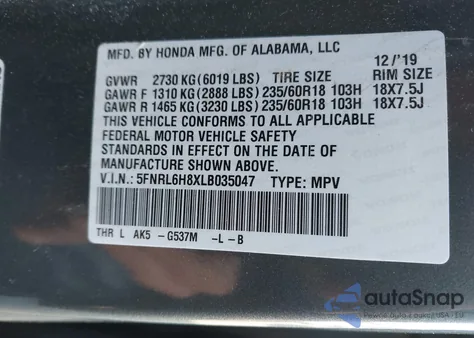 MFD. BY HONDA MFG. OF ALABAMA, LLC
12/'19
GVWR 2730 KG (6019 LBS) TIRE SIZE RIM SIZE
GAWR F 1310 KG (2888 LBS) 235/60R18 103H 18X7.5J
GAWR R 1465 KG (3230 LBS) 235/60R18 103H 18X7.5J
THIS VEHICLE CONFORMS TO ALL APPLICABLE
FEDERAL MOTOR VEHICLE SAFETY
STANDARDS IN EFFECT ON THE DATE OF
MANUFACTURE SHOWN ABOVE.
V.I.N.: 5FNRL6H8XLB035047 TYPE: MPV
THR L AK5 -G537M -L -B
autoSnap